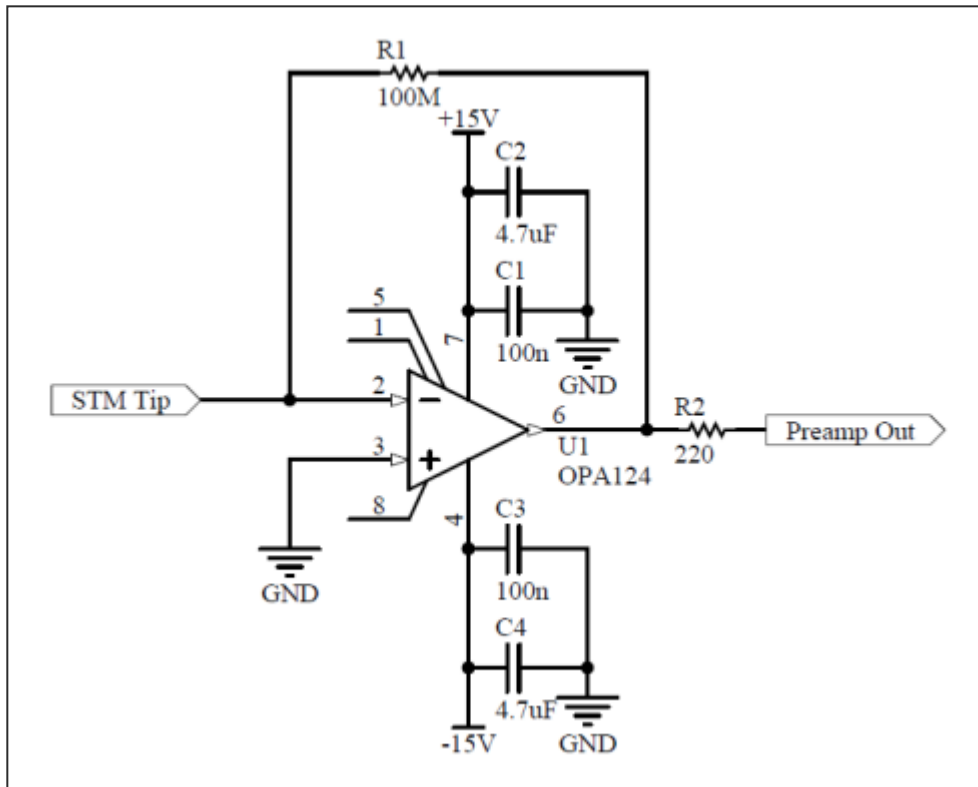 R1
100M
+15V
C2
4.7uF
C1
100n
GND
5
1
7
STM Tip
2
3
6
U1
OPA124
R2
220
Preamp Out
8
4
GND
C3
100n
C4
4.7uF
-15V
GND